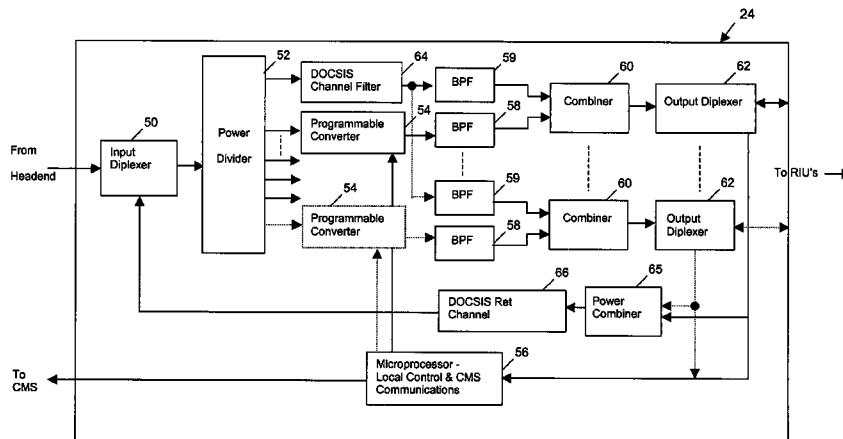 24
52
64
59
60
62
DOCSIS
Channel Filter
BPF
Combiner
Output Diplexer
50
54
58
Programmable
Converter
BPF
From
Headend
Input
Diplexer
Power
Divider
To RIU's
54
59
60
62
BPF
Programmable
Converter
58
Combiner
Output
Diplexer
BPF
66
65
DOCSIS Ret
Channel
Power
Combiner
To
CMS
56
Microprocessor -
Local Control & CMS
Communications